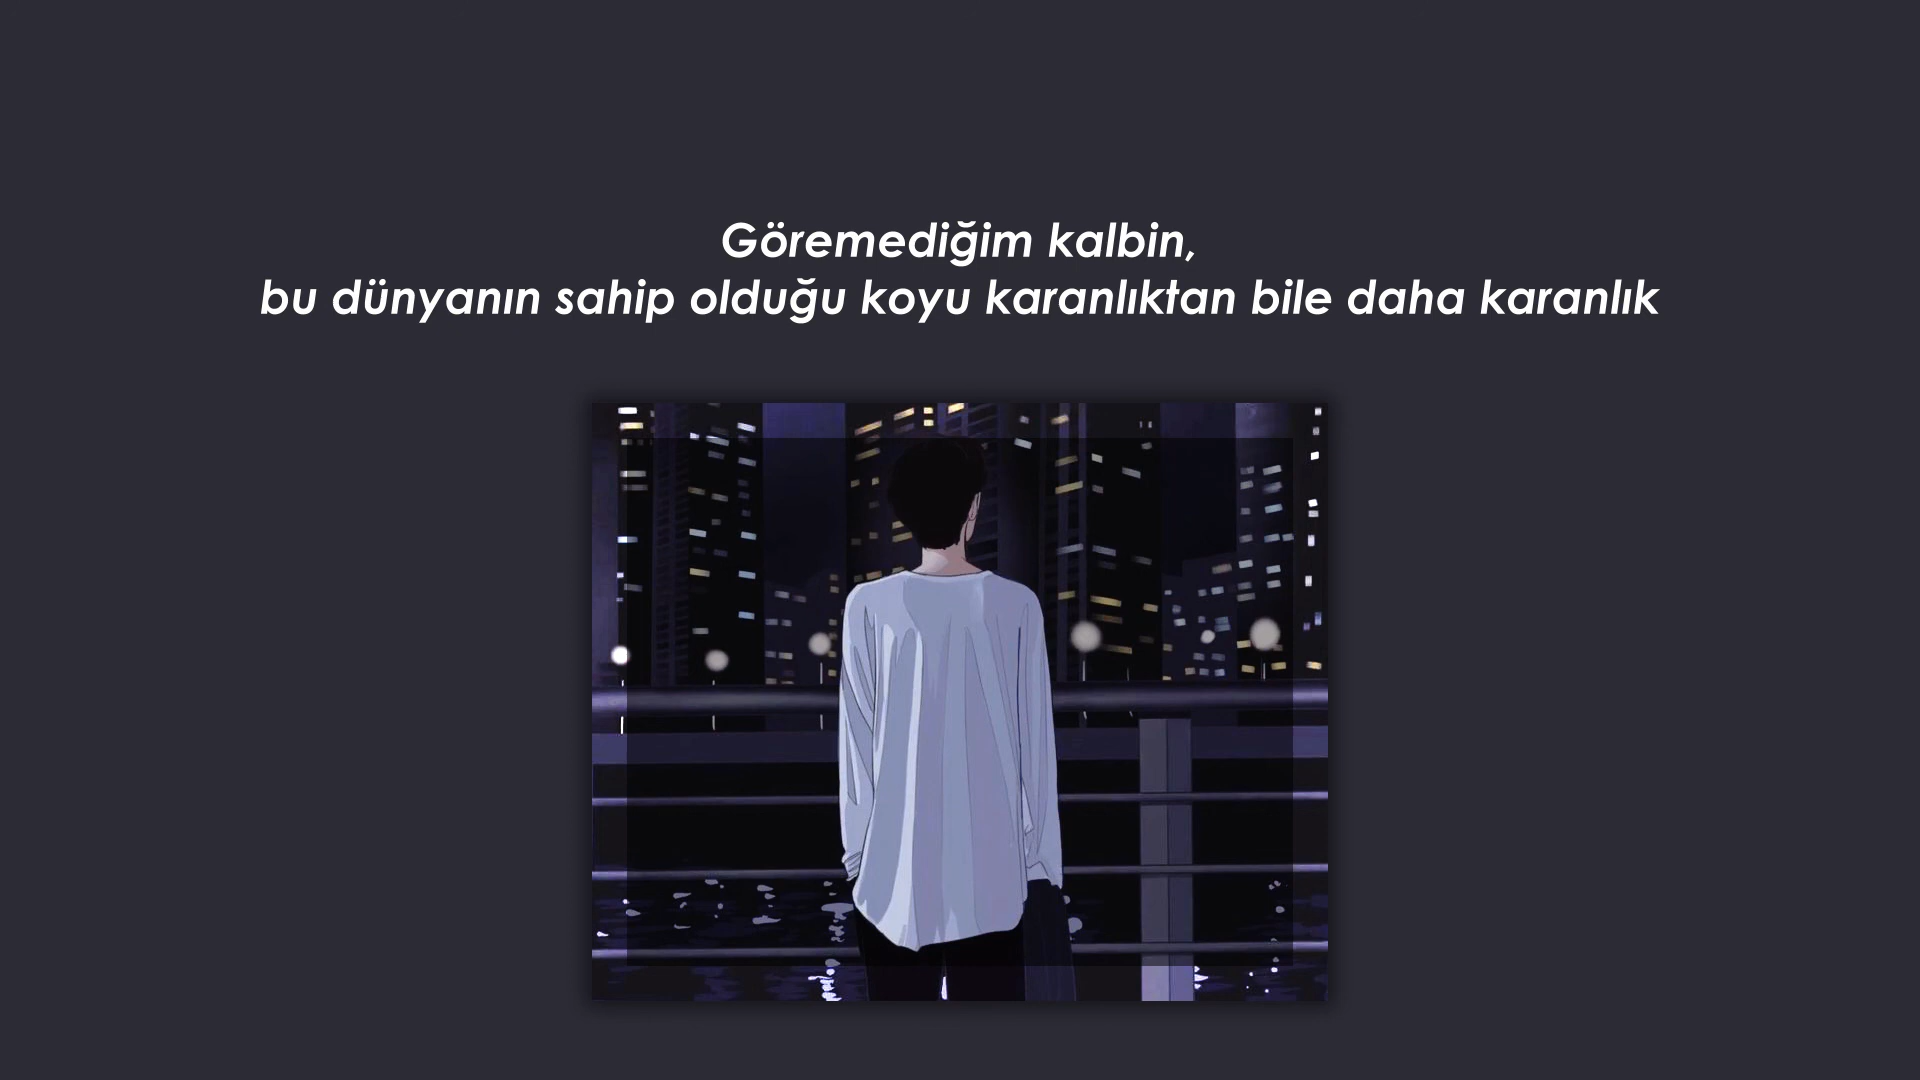 Göremediğim kalbin,
bu dünyanın sahip olduğu koyu karanlıktan bile daha karanlık